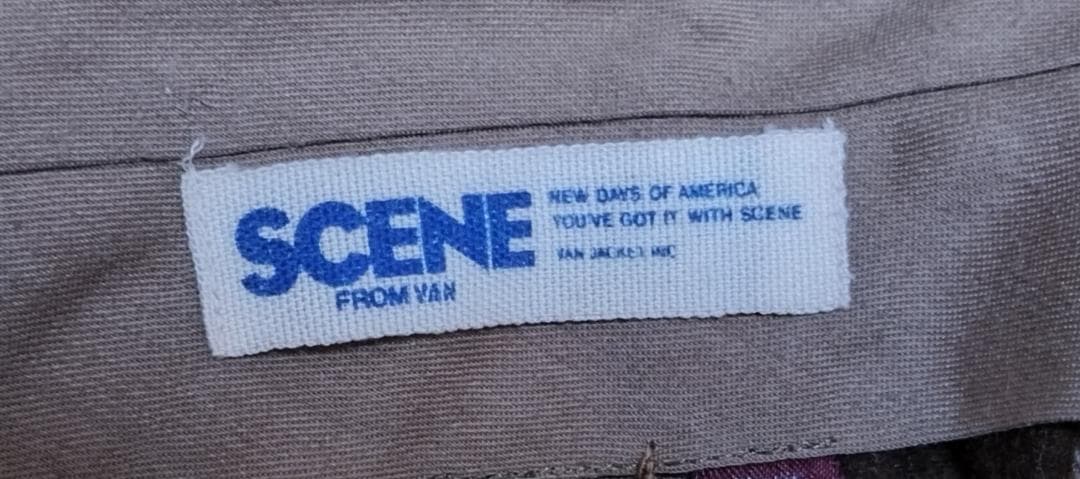 SCENE
FROM VAN
NEW DAYS OF AMERICA
YOU'VE GOT IT WITH SCENE
VAN JACKET INC